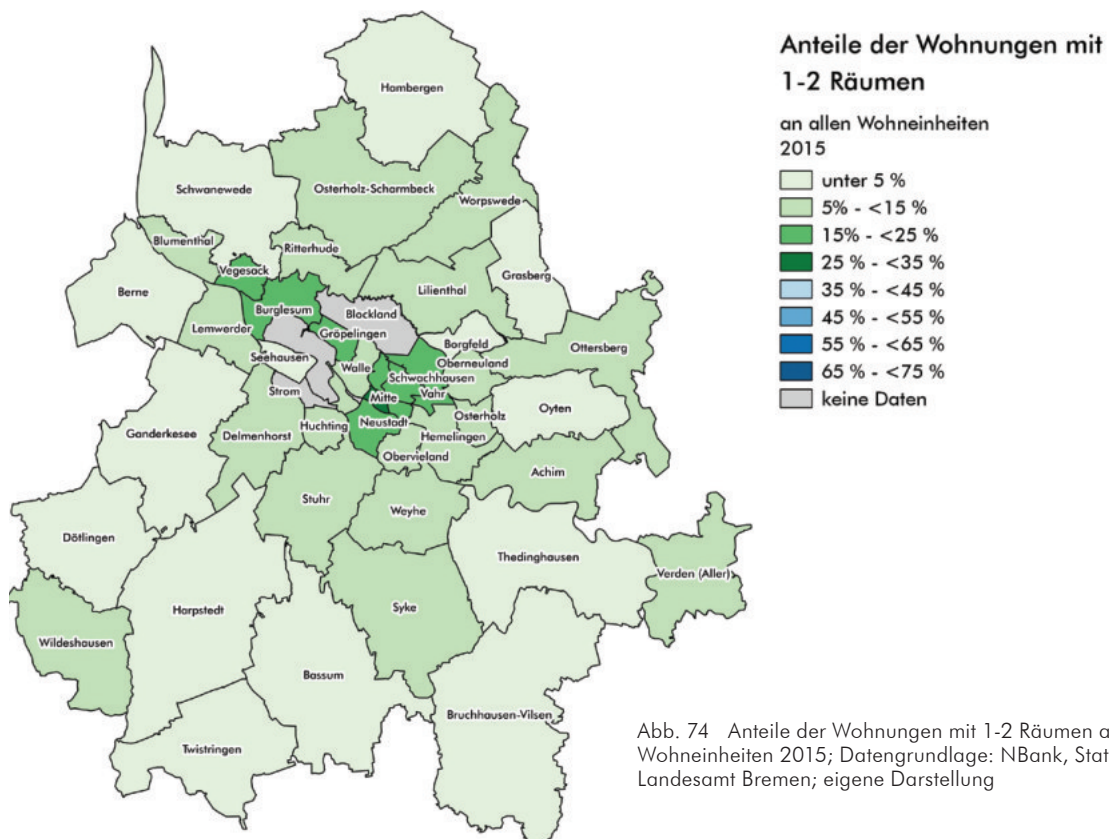 Anteile der Wohnungen mit
1-2 Räumen
an allen Wohneinheiten
2015
unter 5 %
5% - <15 %
15% - <25 %
25 % - <35 %
35 % - <45 %
45 % - <55 %
55 % - <65 %
65 % - <75 %
keine Daten
Hambergen
Schwanewede
Osterholz-Scharmbeck
Worpswede
Blumenthal
Ritterhude
Vegesack
Grasberg
Berne
Lilienthal
Burglesum
Blockland
Lemwerder
Gröpelingen
Borgfeld
Ottersberg
Seehausen
Walle
Oberneuland
Schwachhausen
Strom
Mitte
Vahr
Oyten
Ganderkesee
Delmenhorst
Huchting
Neustadt
Osterholz
Hemelingen
Obervieland
Achim
Stuhr
Weyhe
Dötlingen
Thedinghausen
Verden (Aller)
Harpstedt
Syke
Wildeshausen
Bassum
Bruchhausen-Vilsen
Twistringen
Abb. 74 Anteile der Wohnungen mit 1-2 Räumen a
Wohneinheiten 2015; Datengrundlage: NBank, Stat
Landesamt Bremen; eigene Darstellung